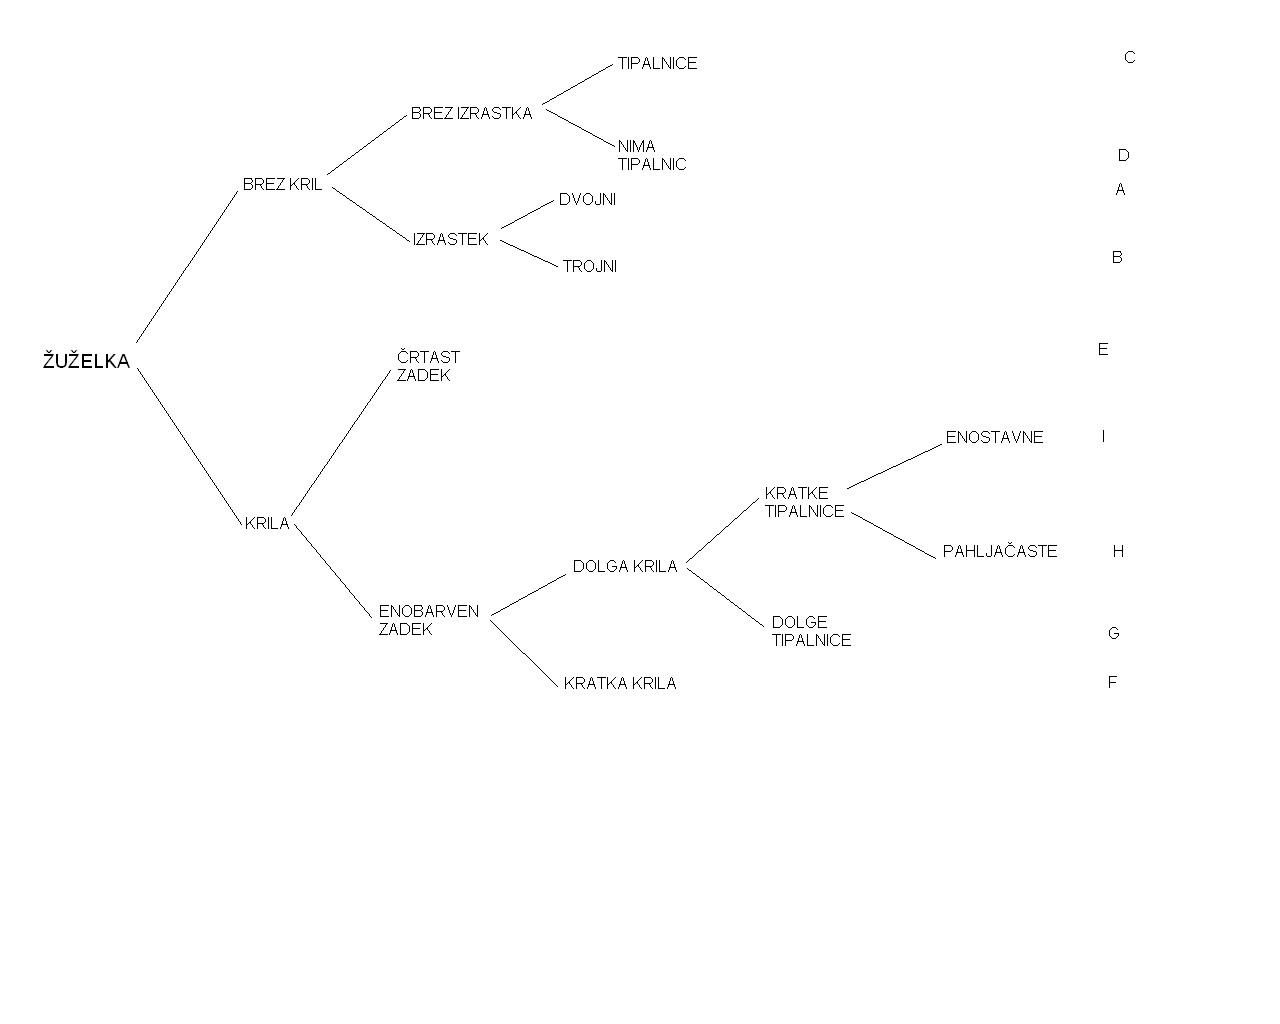 C
TIPALNICE
BREZ IZRASTKA
NIMA
TIPALNIC
D
BREZ KRIL
A
DVOJNI
IZRASTEK
B
TROJNI
ŽUŽELKA
ČRTAST
ZADEK
E
ENOSTAVNE
I
KRATKE
TIPALNICE
KRILA
PAHLJAČASTE
H
DOLGA KRILA
ENOBARVEN
ZADEK
DOLGE
TIPALNICE
G
KRATKA KRILA
F